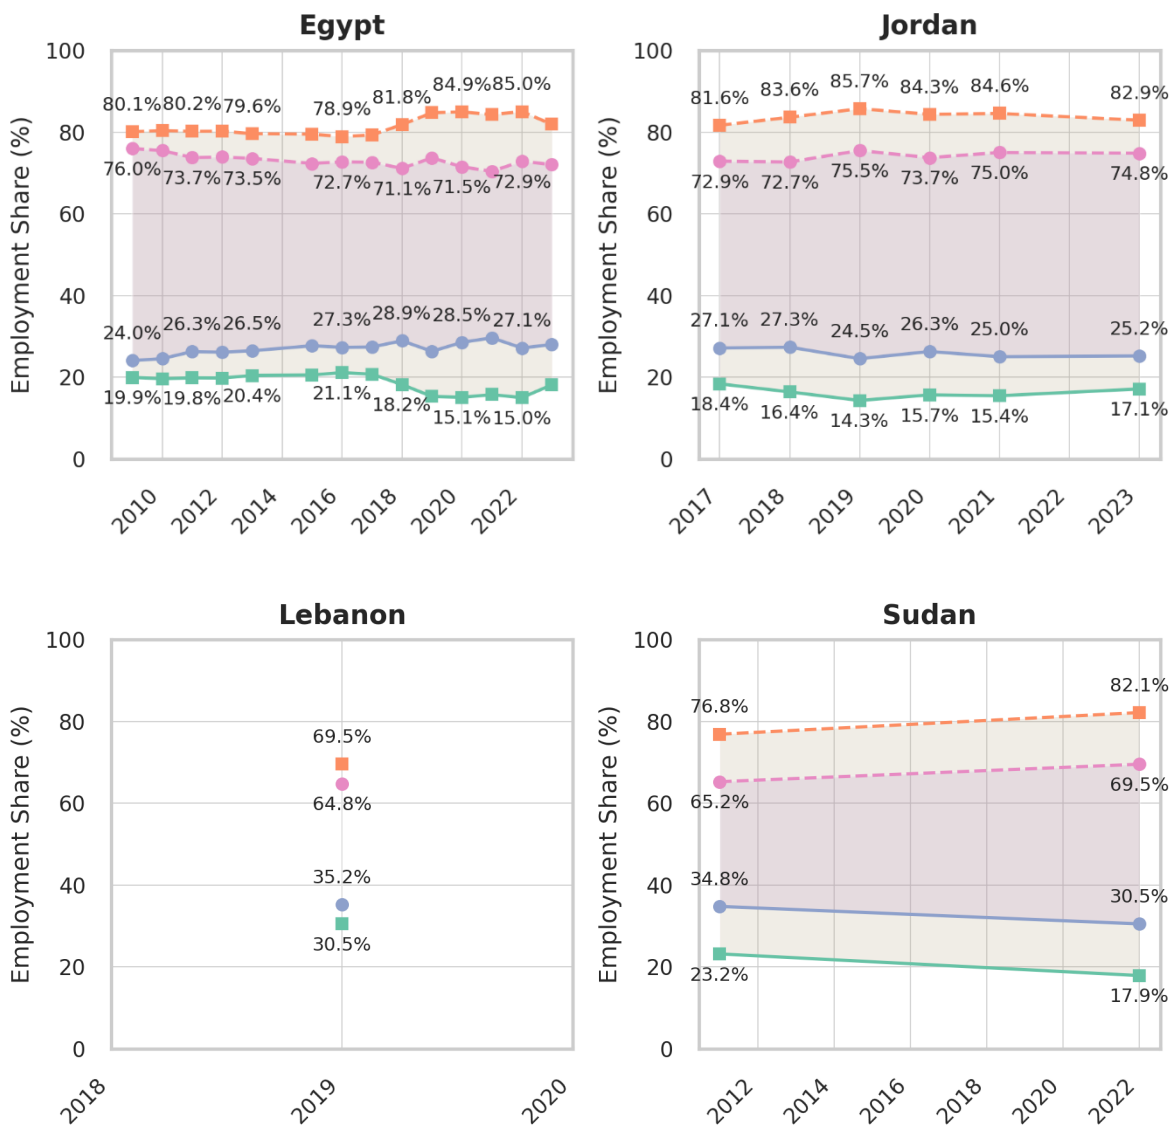 Egypt
Employment Share (%)
100
80
60
40
20
0
80.1% 80.2% 79.6% 78.9% 81.8% 84.9% 85.0%
76.0% 73.7% 73.5% 72.7% 71.1% 71.5% 72.9%
24.0% 26.3% 26.5% 27.3% 28.9% 28.5% 27.1%
19.9% 19.8% 20.4% 21.1% 18.2% 15.1% 15.0%
2010 2012 2014 2016 2018 2020 2022
Jordan
Employment Share (%)
100
80
60
40
20
0
81.6% 83.6% 85.7% 84.3% 84.6% 82.9%
72.9% 72.7% 75.5% 73.7% 75.0% 74.8%
27.1% 27.3% 24.5% 26.3% 25.0% 25.2%
18.4% 16.4% 14.3% 15.7% 15.4% 17.1%
2017 2018 2019 2020 2021 2022 2023
Lebanon
Employment Share (%)
100
80
60
40
20
0
69.5%
64.8%
35.2%
30.5%
2018 2019 2020
Sudan
Employment Share (%)
100
80
60
40
20
0
76.8% 82.1%
65.2% 69.5%
34.8% 30.5%
23.2% 17.9%
2012 2014 2016 2018 2020 2022